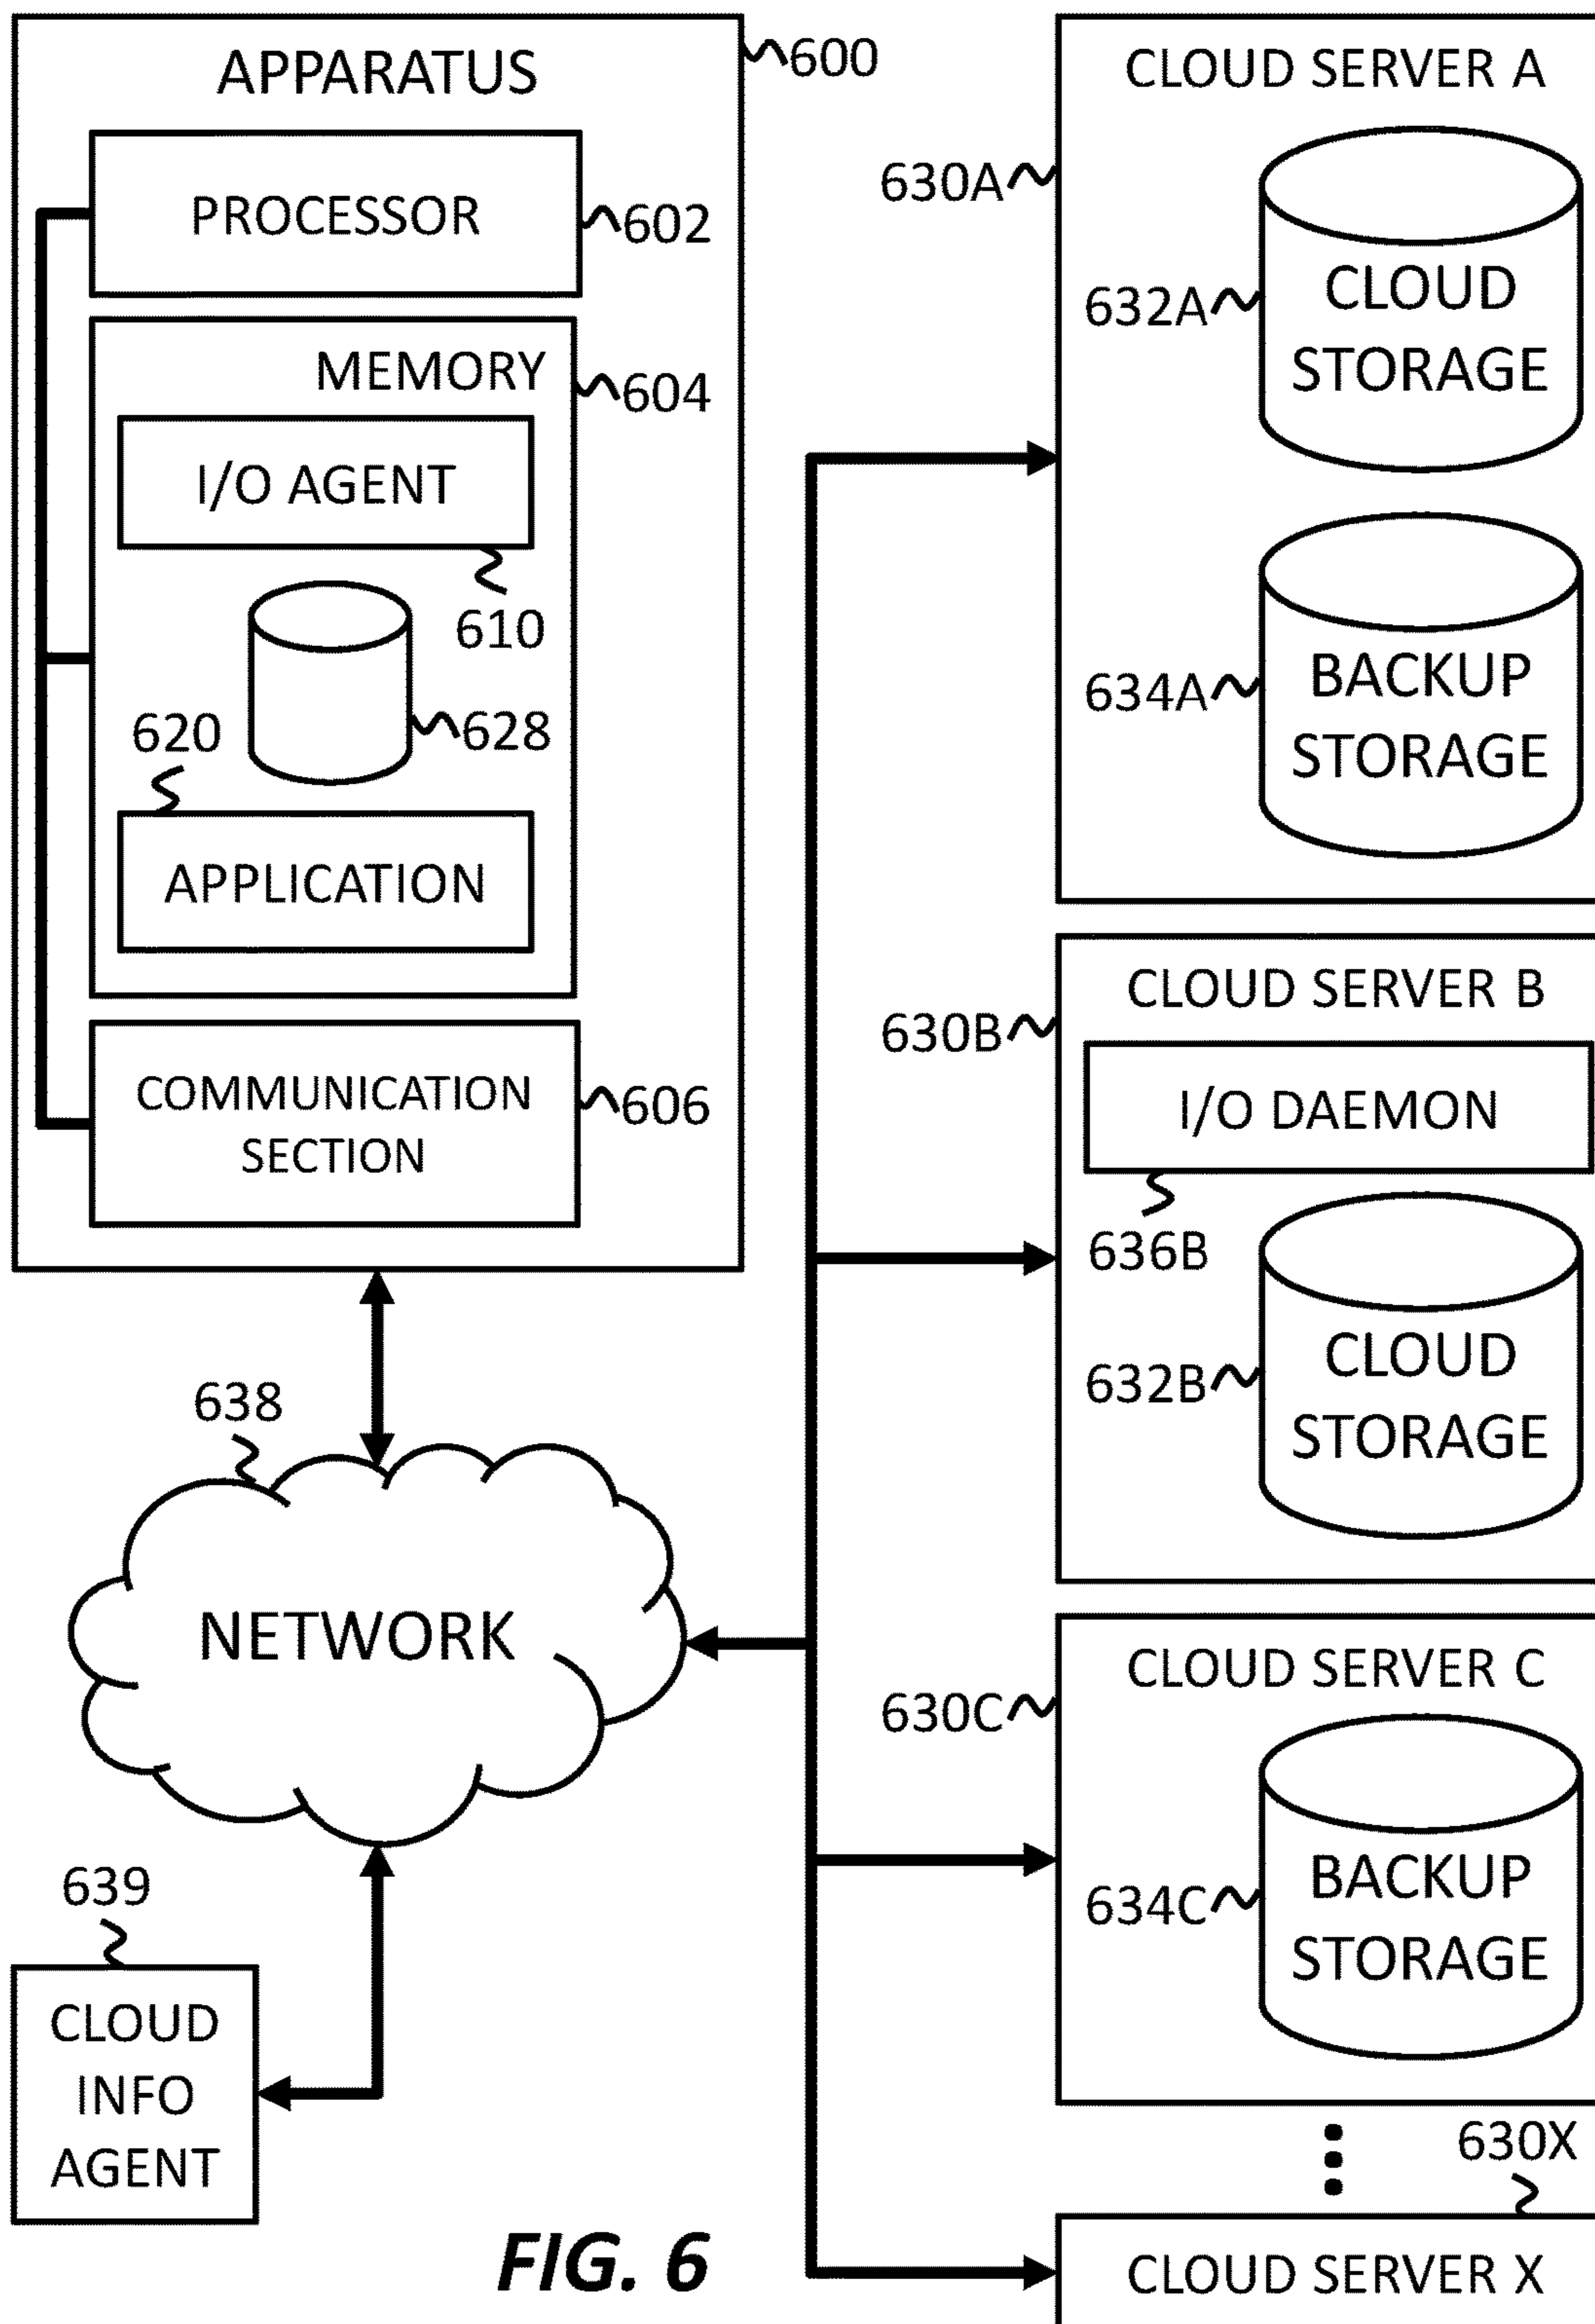 APPARATUS
600
PROCESSOR
602
MEMORY
604
I/O AGENT
610
628
620
APPLICATION
COMMUNICATION
SECTION
606
638
NETWORK
639
CLOUD
INFO
AGENT
FIG. 6
CLOUD SERVER A
630A
632A
CLOUD
STORAGE
634A
BACKUP
STORAGE
CLOUD SERVER B
630B
I/O DAEMON
636B
632B
CLOUD
STORAGE
CLOUD SERVER C
630C
634C
BACKUP
STORAGE
630X
CLOUD SERVER X